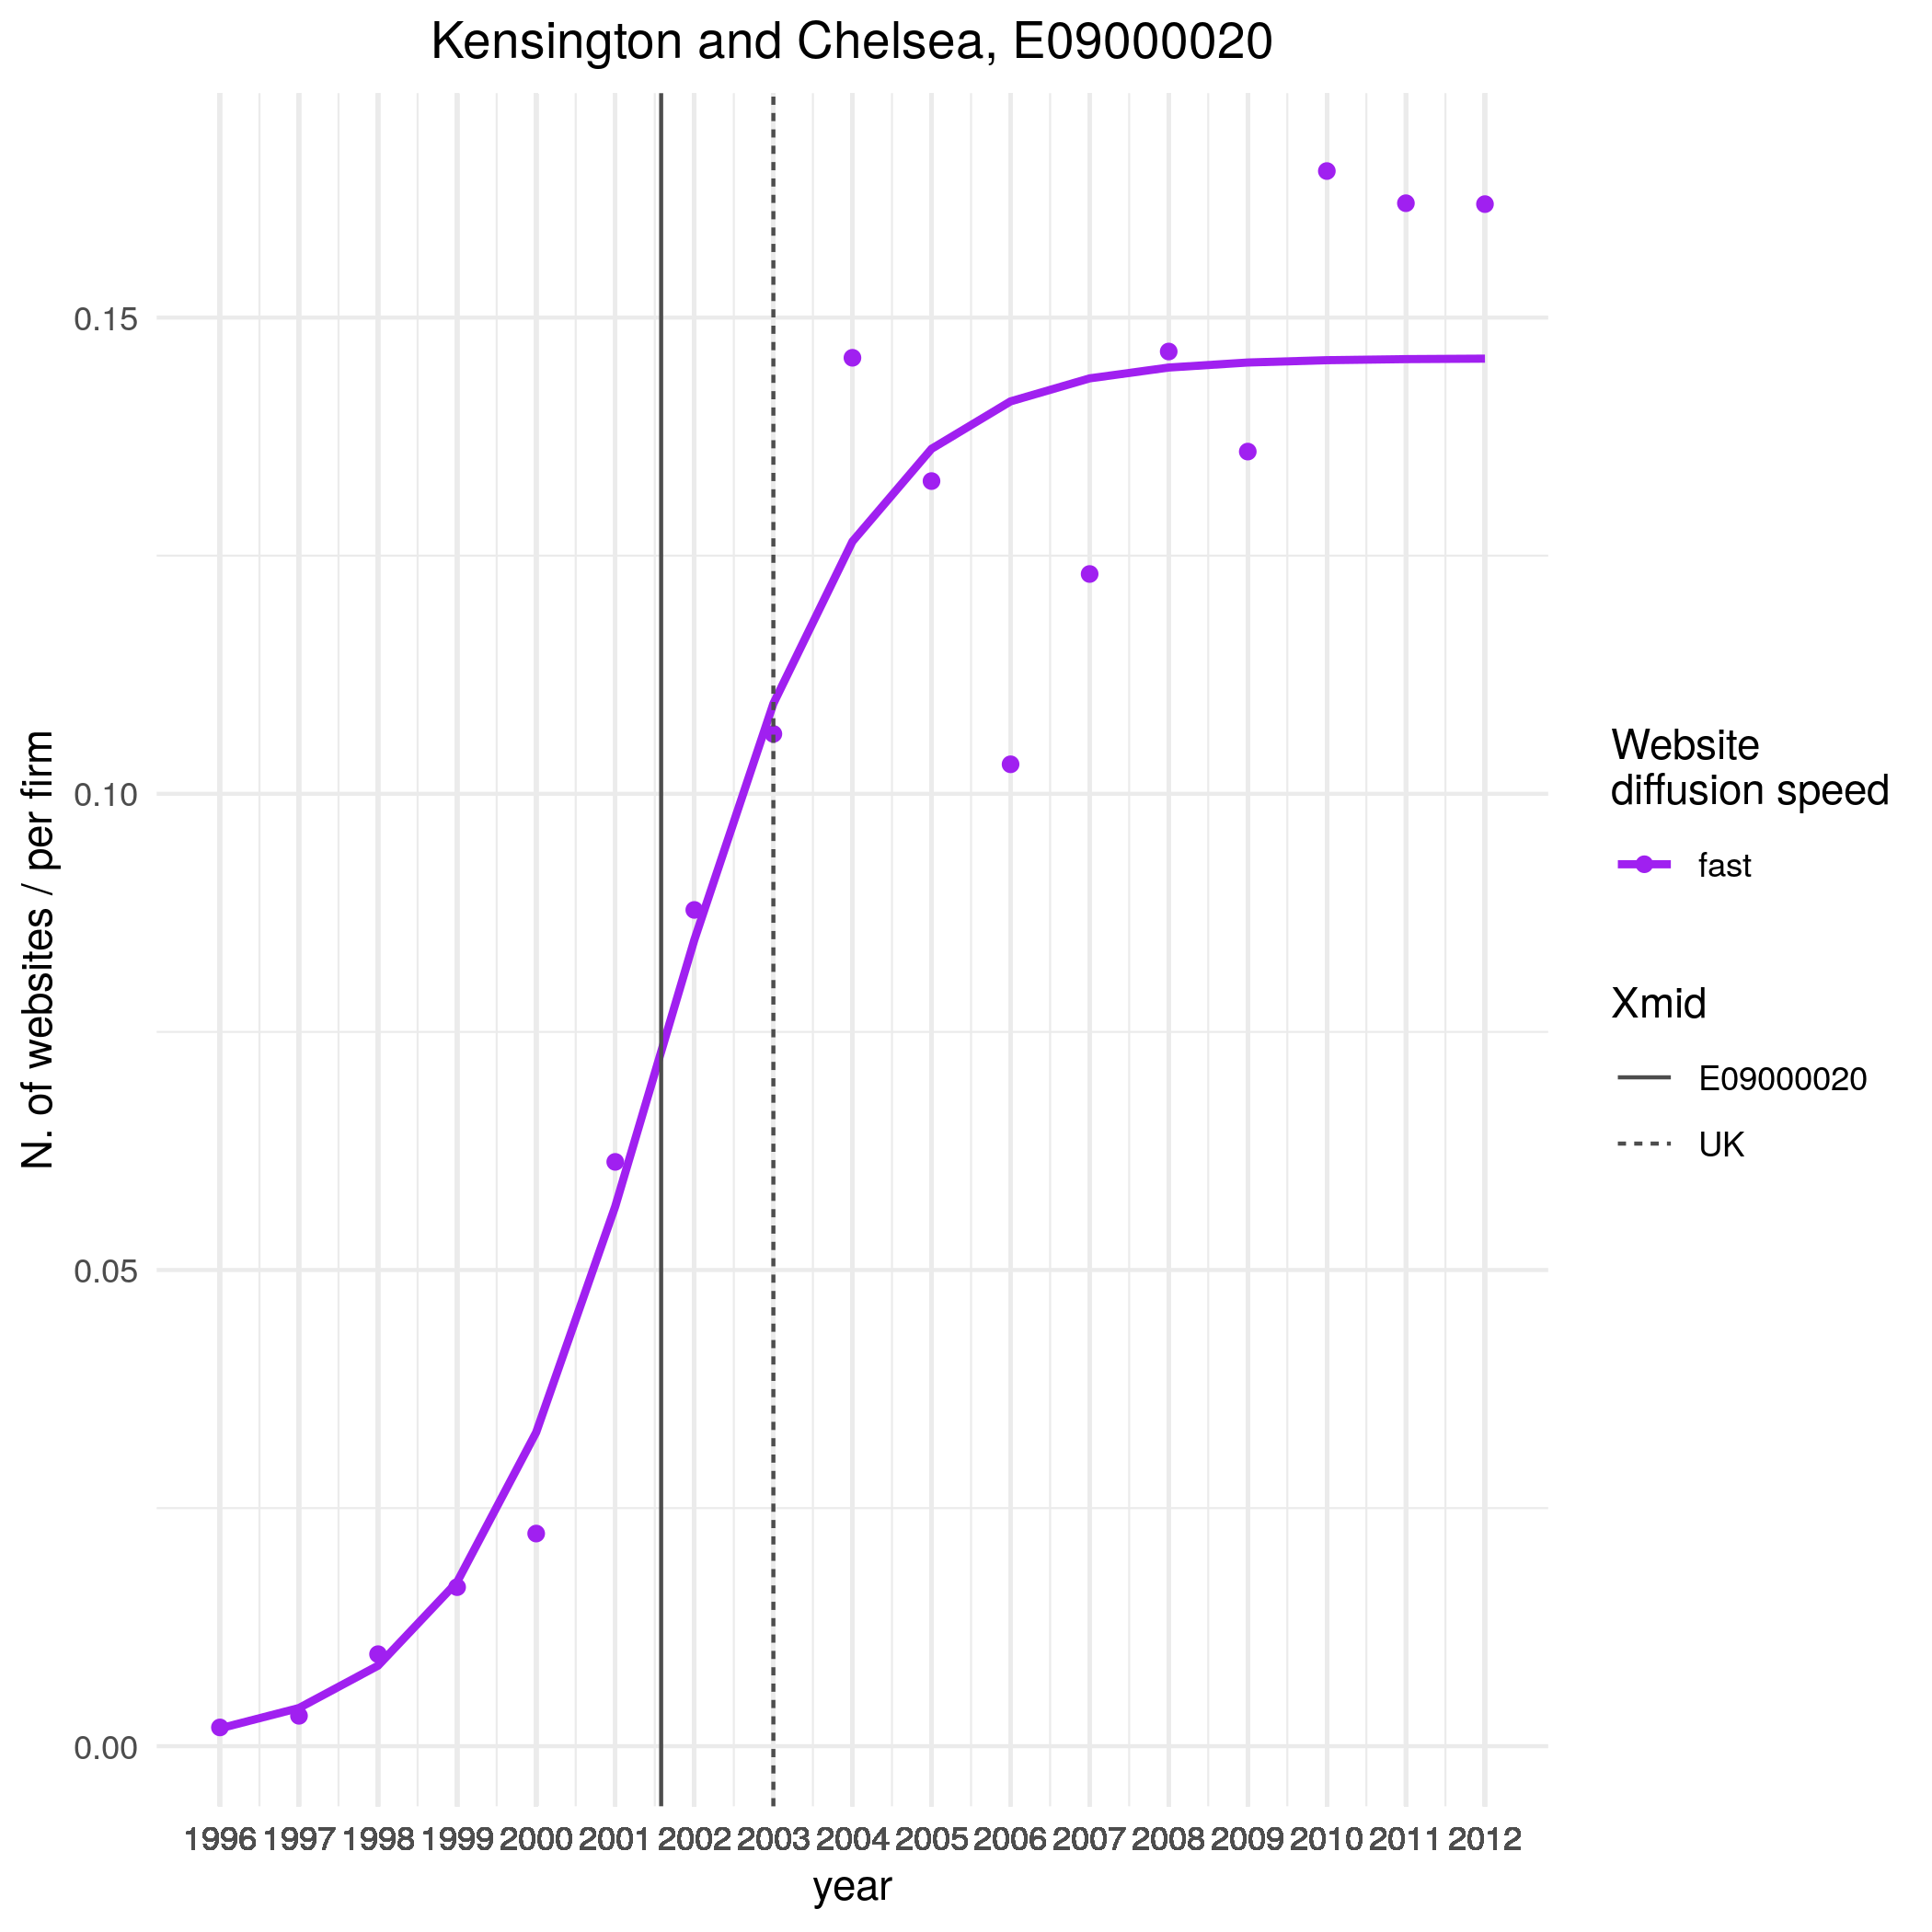 Kensington and Chelsea, E09000020
N. of websites / per firm
0.15
0.10
0.05
0.00
1996 1997 1998 1999 2000 2001 2002 2003 2004 2005 2006 2007 2008 2009 2010 2011 2012
year
Website
diffusion speed
fast
Xmid
E09000020
UK